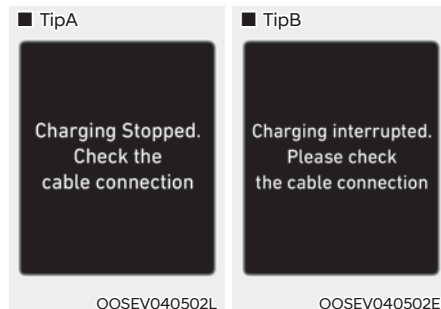 ■ TipA
Charging Stopped.
Check the
cable connection
OOSEV040502L
■ TipB
Charging interrupted.
Please check
the cable connection
OOSEV040502E